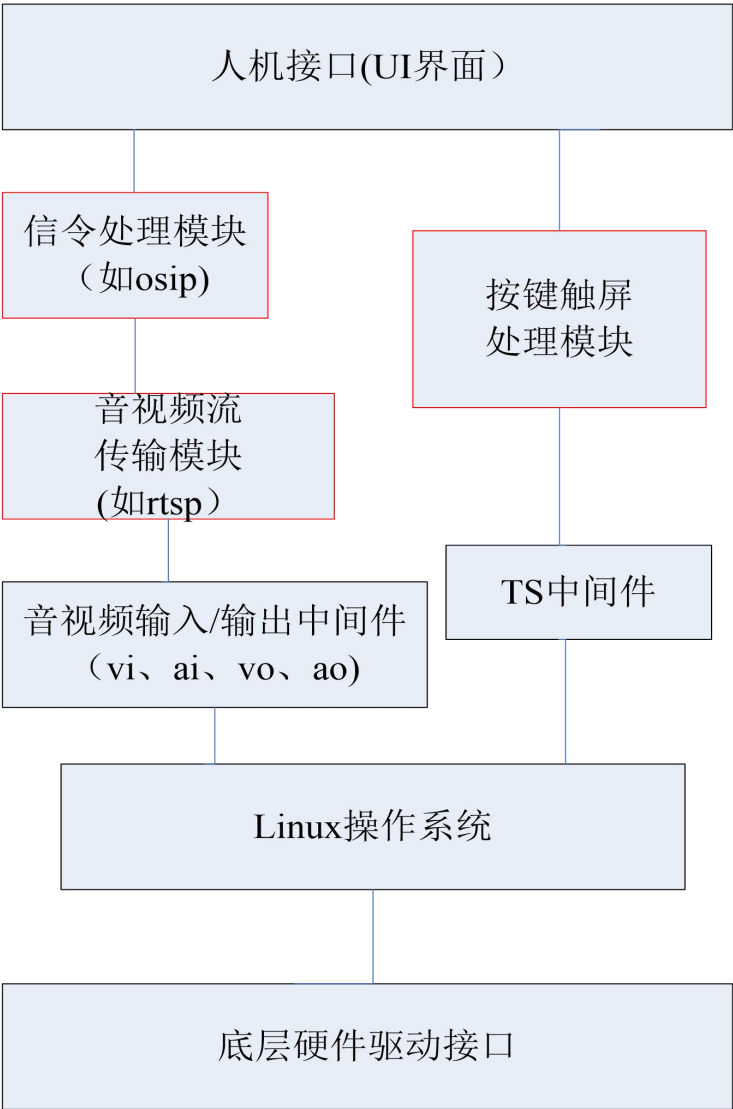 人机接口(UI界面）
信令处理模块
（如osip)
按键触屏
处理模块
音视频流
传输模块
(如rtsp）
TS中间件
音视频输入/输出中间件
（vi、ai、vo、ao)
Linux操作系统
底层硬件驱动接口